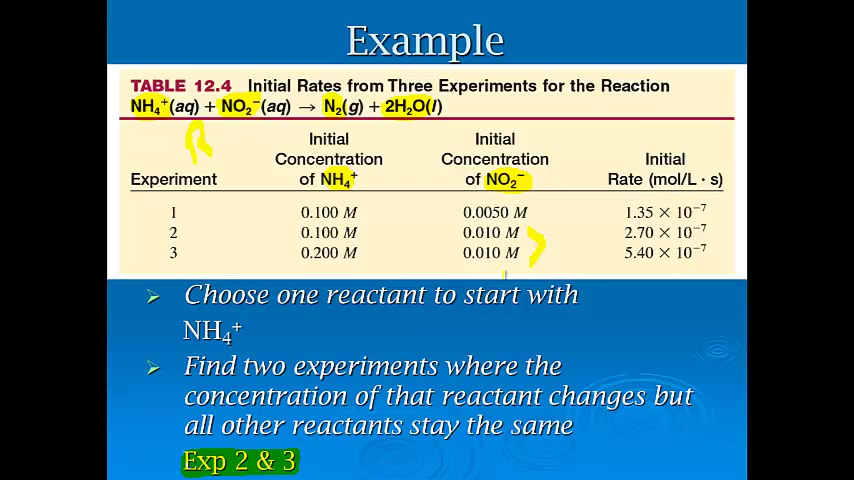 Example
TABLE 12.4 Initial Rates from Three Experiments for the Reaction
NH₄⁺(aq) + NO₂⁻(aq) → N₂(g) + 2H₂O(l)
Experiment Initial Concentration of NH₄⁺ Initial Concentration of NO₂⁻ Initial Rate (mol/L · s)
1 0.100 M 0.0050 M 1.35 × 10⁻⁷
2 0.100 M 0.010 M 2.70 × 10⁻⁷
3 0.200 M 0.010 M 5.40 × 10⁻⁷
➢ Choose one reactant to start with
NH₄⁺
➢ Find two experiments where the
concentration of that reactant changes but
all other reactants stay the same
Exp 2 & 3